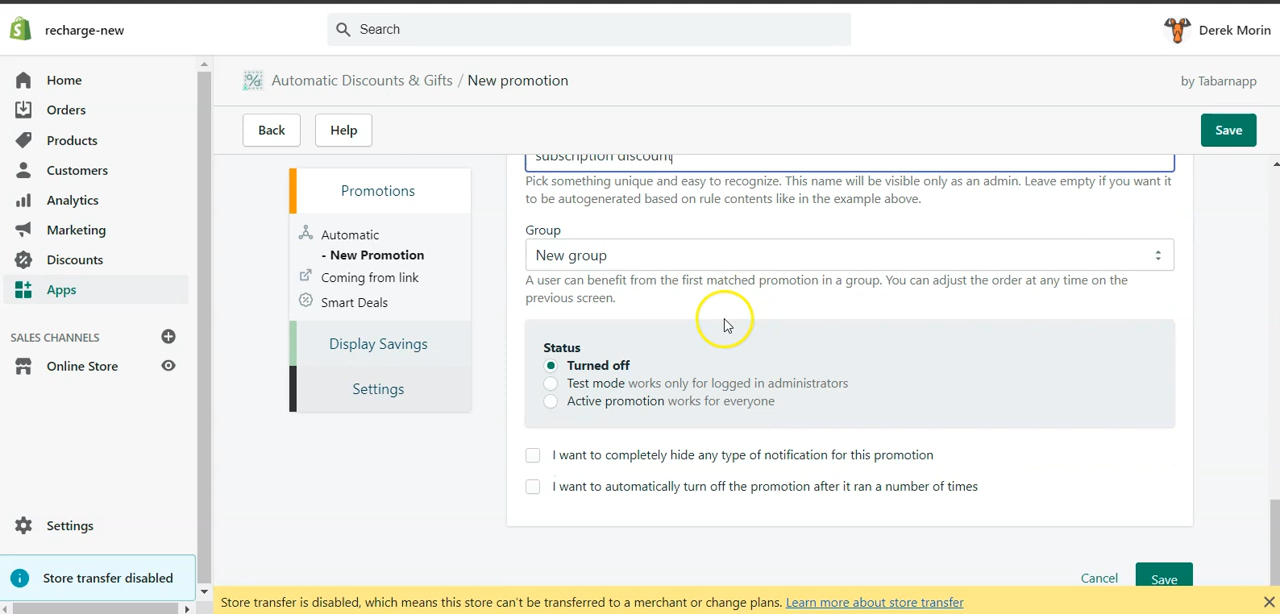 recharge-new
Search
Derek Morin
Home
Orders
Products
Customers
Analytics
Marketing
Discounts
Apps
SALES CHANNELS
Online Store
Settings
Store transfer disabled
Automatic Discounts & Gifts / New promotion
by Tabarnapp
Back
Help
Save
Promotions
Automatic
- New Promotion
Coming from link
Smart Deals
Display Savings
Settings
subscription discount
Pick something unique and easy to recognize. This name will be visible only as an admin. Leave empty if you want it
to be autogenerated based on rule contents like in the example above.
Group
New group
A user can benefit from the first matched promotion in a group. You can adjust the order at any time on the
previous screen.
Status
Turned off
Test mode works only for logged in administrators
Active promotion works for everyone
I want to completely hide any type of notification for this promotion
I want to automatically turn off the promotion after it ran a number of times
Cancel
Save
Store transfer is disabled, which means this store can't be transferred to a merchant or change plans. Learn more about store transfer